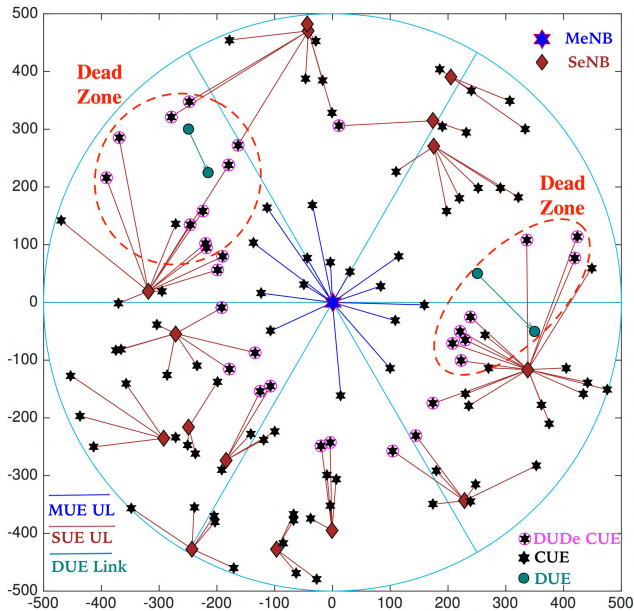 500
400
300
200
100
0
-100
-200
-300
-400
-500
-500 -400 -300 -200 -100 0 100 200 300 400 500
MeNB
SeNB
Dead
Zone
Dead
Zone
MUE UL
SUE UL
DUE Link
DUDe CUE
CUE
DUE